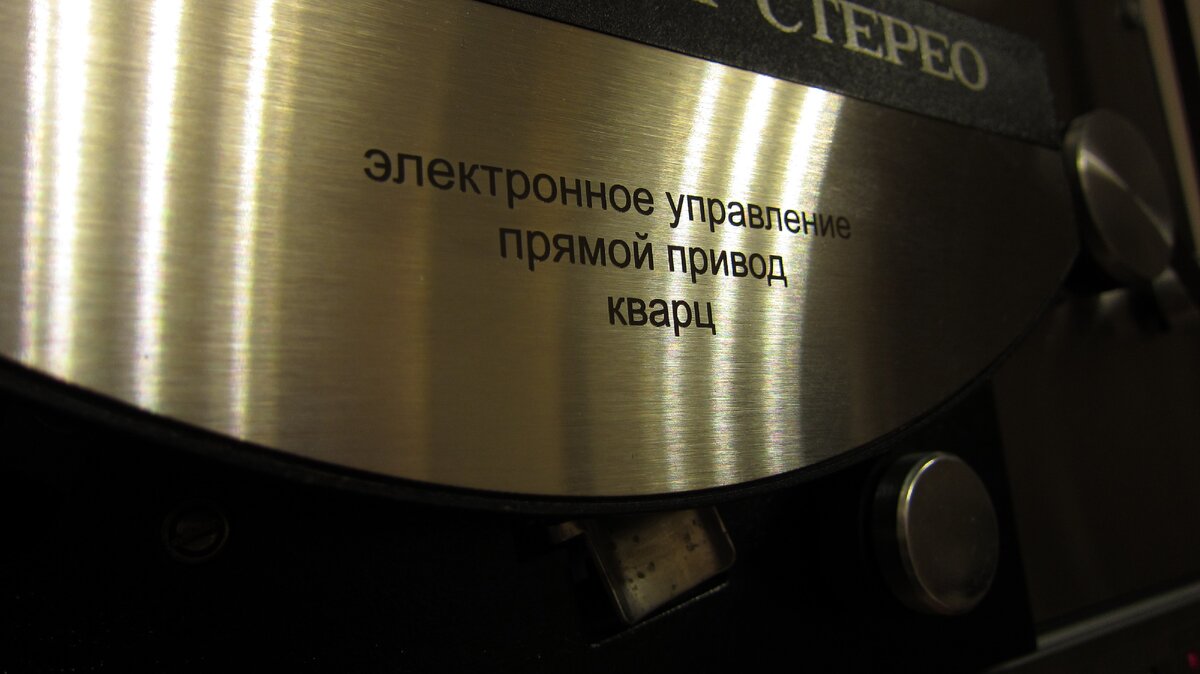 СТЕРЕО
электронное управление
прямой привод
кварц